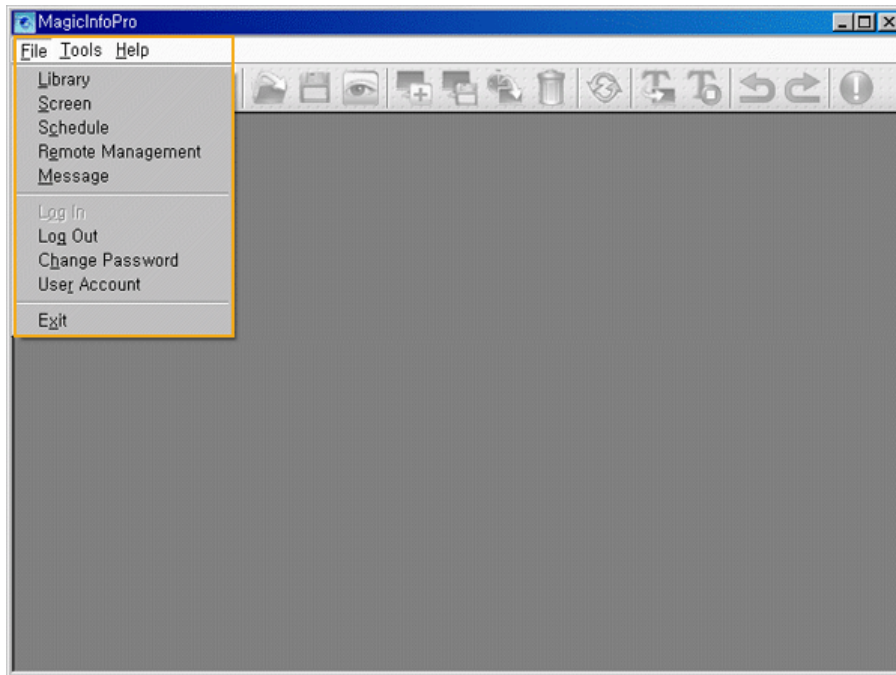 MagicInfoPro
File Tools Help
Library
Screen
Schedule
Remote Management
Message
Log In
Log Out
Change Password
User Account
Exit